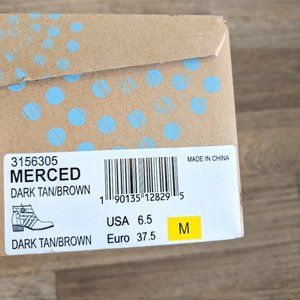 3156305
MERCED
DARK TAN/BROWN
MADE IN CHINA
1 90135 12829 5
DARK TAN/BROWN
USA 6.5
Euro 37.5
M